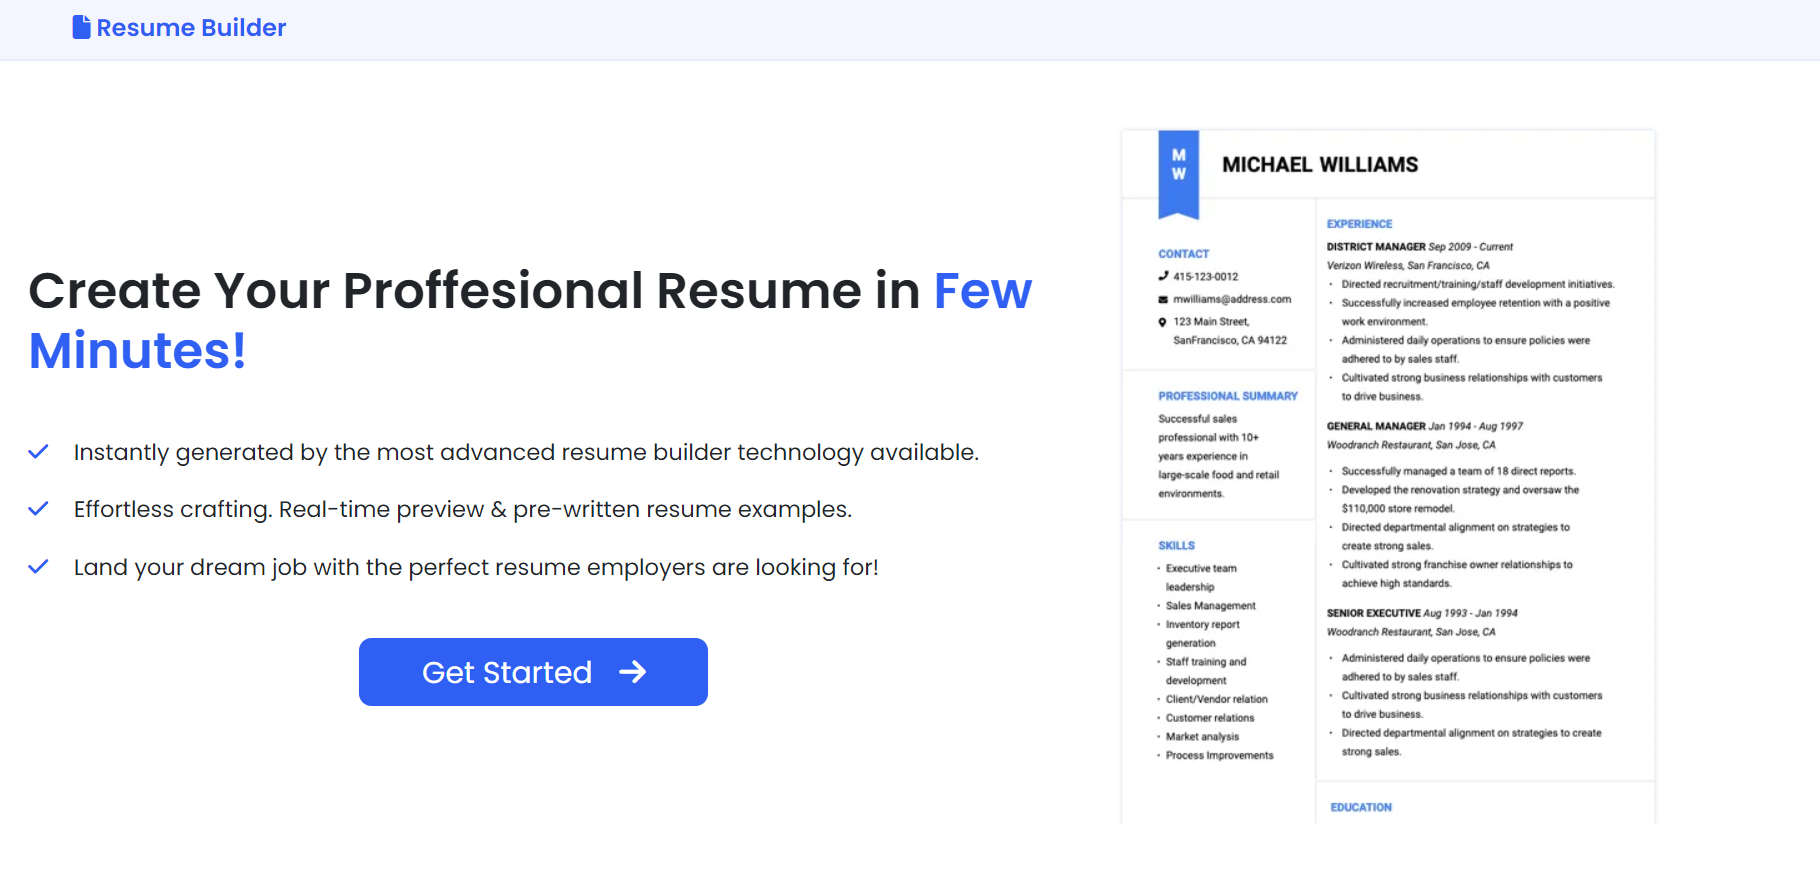 Resume Builder
Create Your Proffesional Resume in Few
Minutes!
Instantly generated by the most advanced resume builder technology available.
Effortless crafting. Real-time preview & pre-written resume examples.
Land your dream job with the perfect resume employers are looking for!
Get Started
M
W
MICHAEL WILLIAMS
CONTACT
415-123-0012
mwilliams@address.com
123 Main Street,
SanFrancisco, CA 94122
PROFESSIONAL SUMMARY
Successful sales
professional with 10+
years experience in
large-scale food and retail
environments.
SKILLS
• Executive team
leadership
• Sales Management
• Inventory report
generation
• Staff training and
development
• Client/Vendor relation
• Customer relations
• Market analysis
• Process Improvements
EXPERIENCE
DISTRICT MANAGER Sep 2009 - Current
Verizon Wireless, San Francisco, CA
• Directed recruitment/training/staff development initiatives.
• Successfully increased employee retention with a positive
work environment.
• Administered daily operations to ensure policies were
adhered to by sales staff.
• Cultivated strong business relationships with customers
to drive business.
GENERAL MANAGER Jan 1994 - Aug 1997
Woodranch Restaurant, San Jose, CA
• Successfully managed a team of 18 direct reports.
• Developed the renovation strategy and oversaw the
$110,000 store remodel.
• Directed departmental alignment on strategies to
create strong sales.
• Cultivated strong franchise owner relationships to
achieve high standards.
SENIOR EXECUTIVE Aug 1993 - Jan 1994
Woodranch Restaurant, San Jose, CA
• Administered daily operations to ensure policies were
adhered to by sales staff.
• Cultivated strong business relationships with customers
to drive business.
• Directed departmental alignment on strategies to create
strong sales.
EDUCATION